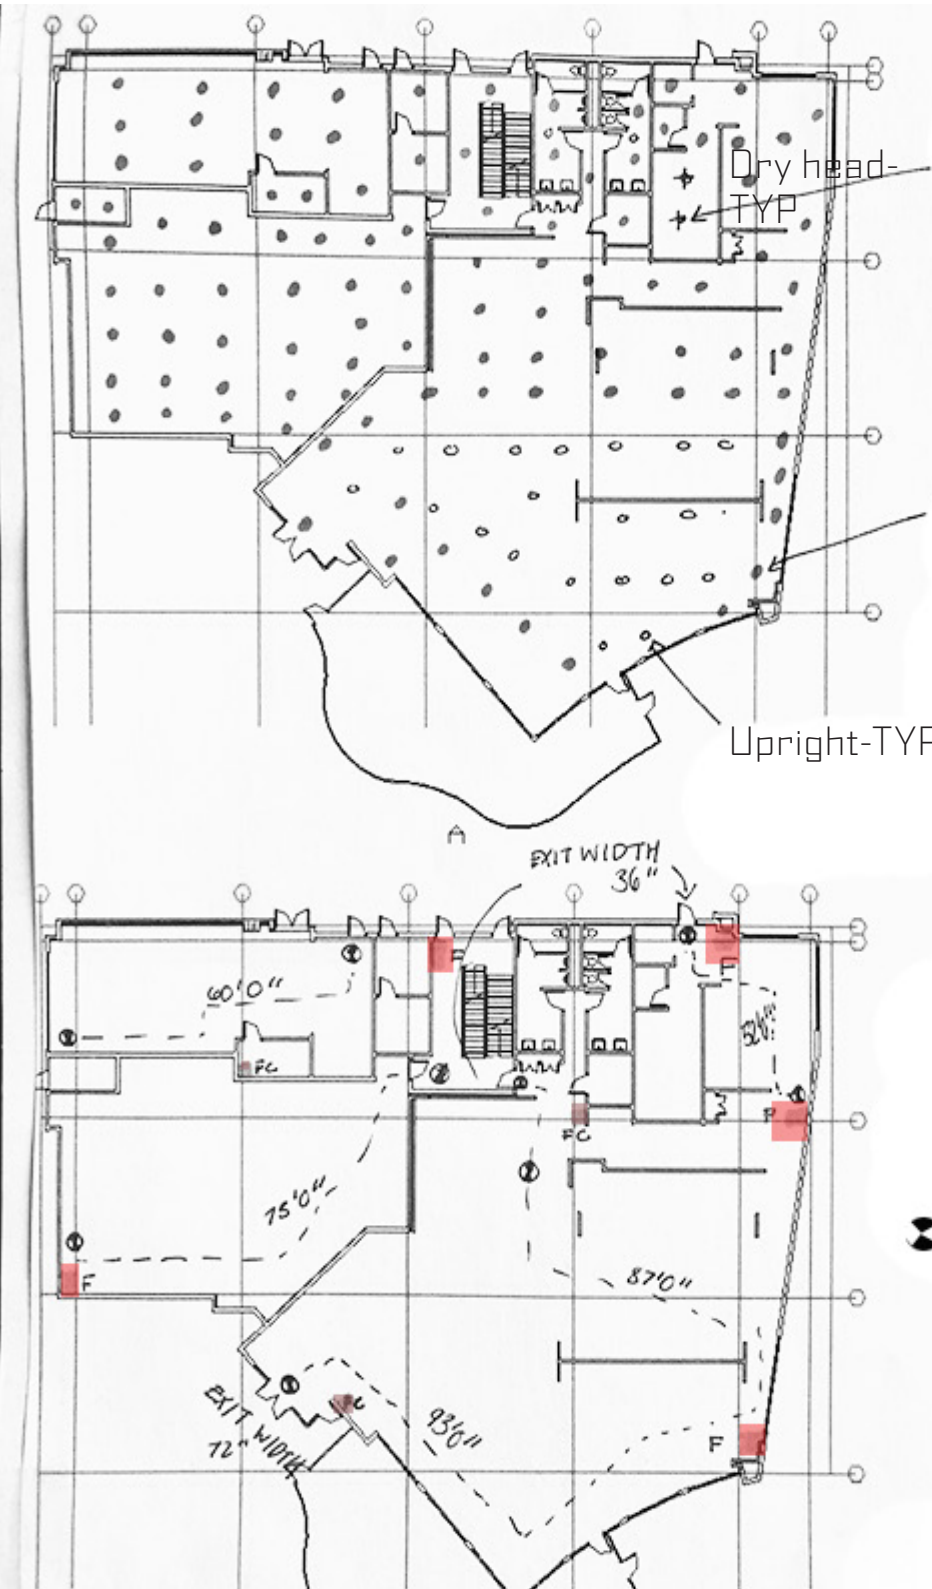 Dry head-
TYP
Upright-TYP
EXIT WIDTH
36"
F
60'0"
FC
F
FC
75'0"
F
87'0"
EXIT WIDTH
72"
FC
93'0"
F